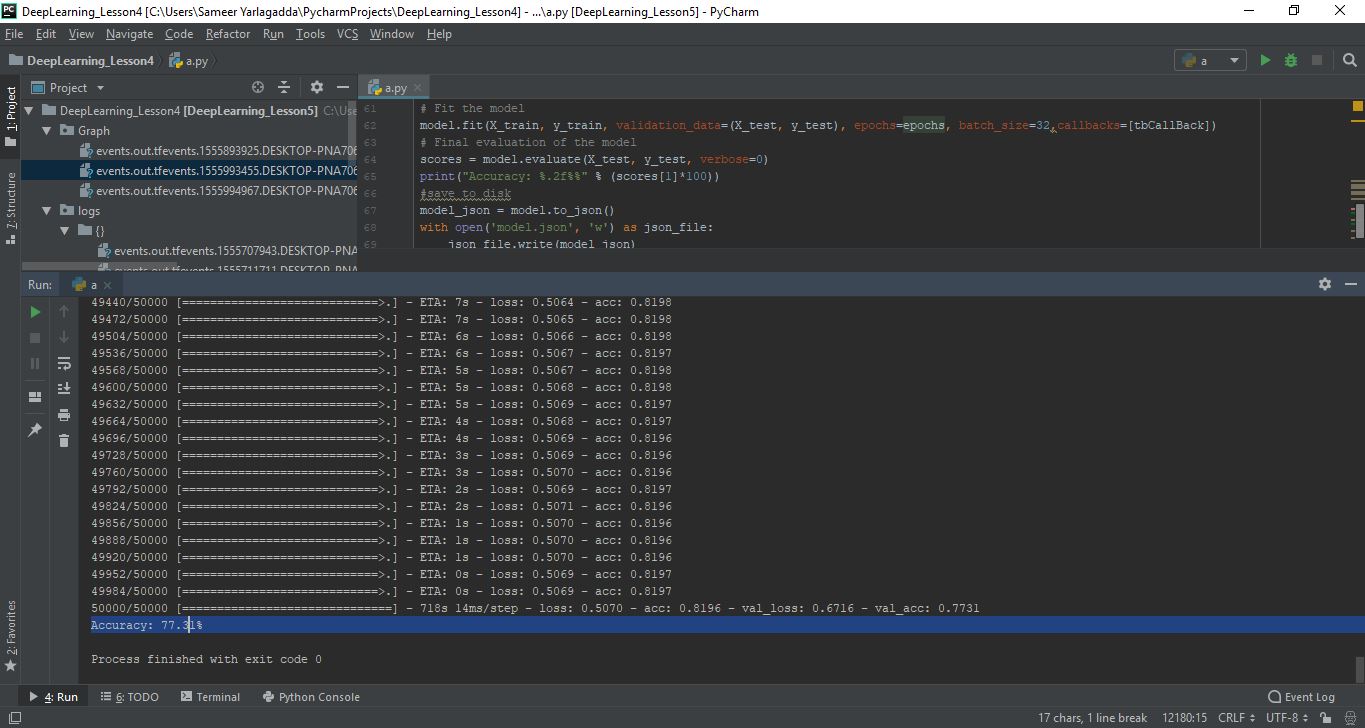 DeepLearning_Lesson4 [C:\Users\Sameer Yarlagadda\PycharmProjects\DeepLearning_Lesson4] - ...\a.py [DeepLearning_Lesson5] - PyCharm
File Edit View Navigate Code Refactor Run Tools VCS Window Help
DeepLearning_Lesson4 a.py a
1: Project
7: Structure
2: Favorites
Project
DeepLearning_Lesson4 [DeepLearning_Lesson5] C:\Use
Graph
events.out.tfevents.1555893925.DESKTOP-PNA706
events.out.tfevents.1555993455.DESKTOP-PNA706
events.out.tfevents.1555994967.DESKTOP-PNA706
logs
{}
events.out.tfevents.1555707943.DESKTOP-PNA
events.out.tfevents.1555711711.DESKTOP-PNA
a.py
61 # Fit the model
62 model.fit(X_train, y_train, validation_data=(X_test, y_test), epochs=epochs, batch_size=32,callbacks=[tbCallBack])
63 # Final evaluation of the model
64 scores = model.evaluate(X_test, y_test, verbose=0)
65 print("Accuracy: %.2f%%" % (scores[1]*100))
66 #save to disk
67 model_json = model.to_json()
68 with open('model.json', 'w') as json_file:
69 json_file.write(model_json)
Run: a
49440/50000 [============================>.] - ETA: 7s - loss: 0.5064 - acc: 0.8198
49472/50000 [============================>.] - ETA: 7s - loss: 0.5065 - acc: 0.8198
49504/50000 [============================>.] - ETA: 6s - loss: 0.5066 - acc: 0.8198
49536/50000 [============================>.] - ETA: 6s - loss: 0.5067 - acc: 0.8197
49568/50000 [============================>.] - ETA: 5s - loss: 0.5067 - acc: 0.8198
49600/50000 [============================>.] - ETA: 5s - loss: 0.5068 - acc: 0.8198
49632/50000 [============================>.] - ETA: 5s - loss: 0.5069 - acc: 0.8197
49664/50000 [============================>.] - ETA: 4s - loss: 0.5068 - acc: 0.8197
49696/50000 [============================>.] - ETA: 4s - loss: 0.5069 - acc: 0.8196
49728/50000 [============================>.] - ETA: 3s - loss: 0.5069 - acc: 0.8196
49760/50000 [============================>.] - ETA: 3s - loss: 0.5070 - acc: 0.8196
49792/50000 [============================>.] - ETA: 2s - loss: 0.5069 - acc: 0.8197
49824/50000 [============================>.] - ETA: 2s - loss: 0.5071 - acc: 0.8196
49856/50000 [============================>.] - ETA: 1s - loss: 0.5070 - acc: 0.8196
49888/50000 [============================>.] - ETA: 1s - loss: 0.5070 - acc: 0.8196
49920/50000 [============================>.] - ETA: 1s - loss: 0.5070 - acc: 0.8196
49952/50000 [============================>.] - ETA: 0s - loss: 0.5069 - acc: 0.8197
49984/50000 [============================>.] - ETA: 0s - loss: 0.5069 - acc: 0.8197
50000/50000 [==============================] - 718s 14ms/step - loss: 0.5070 - acc: 0.8196 - val_loss: 0.6716 - val_acc: 0.7731
Accuracy: 77.31%
Process finished with exit code 0
4: Run 6: TODO Terminal Python Console Event Log
17 chars, 1 line break 12180:15 CRLF UTF-8